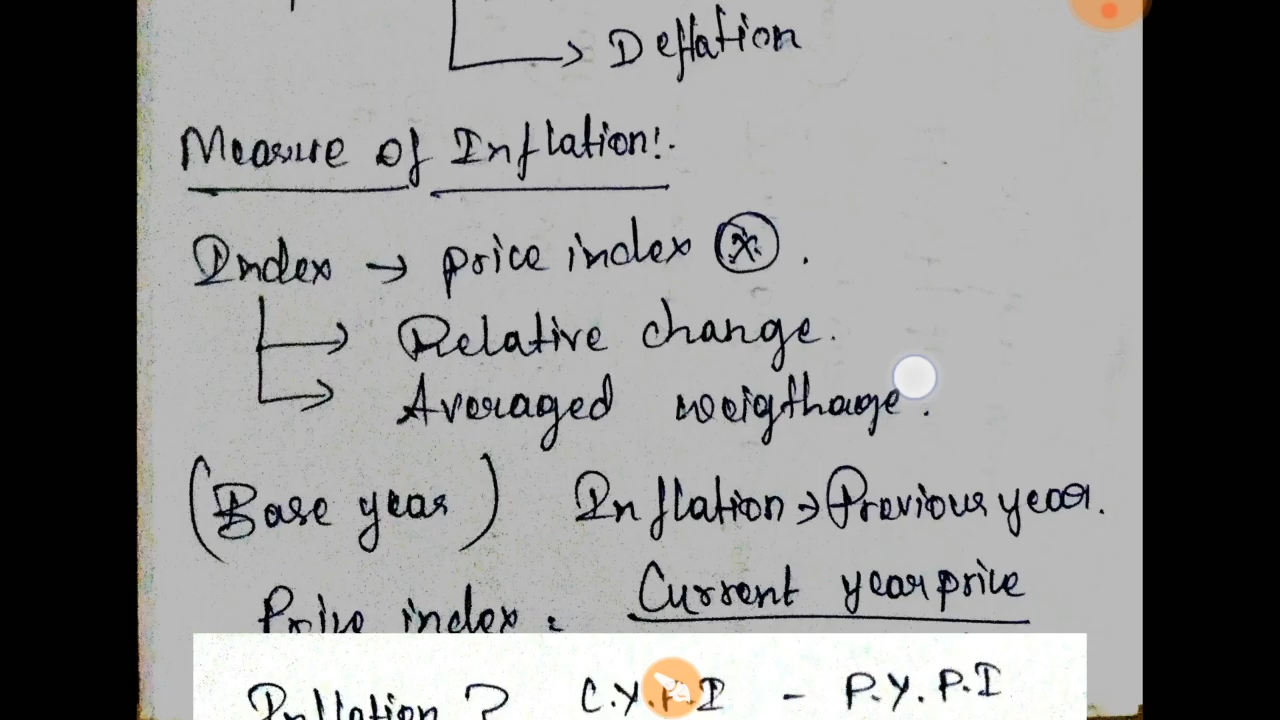 Deflation
Measure of Inflation:-
Index → price index *.
→ Relative change.
→ Averaged weigthage.
(Base year) Inflation → Previous year.
Price index = Current year price
Inflation ? C.Y.P.I - P.Y.P.I